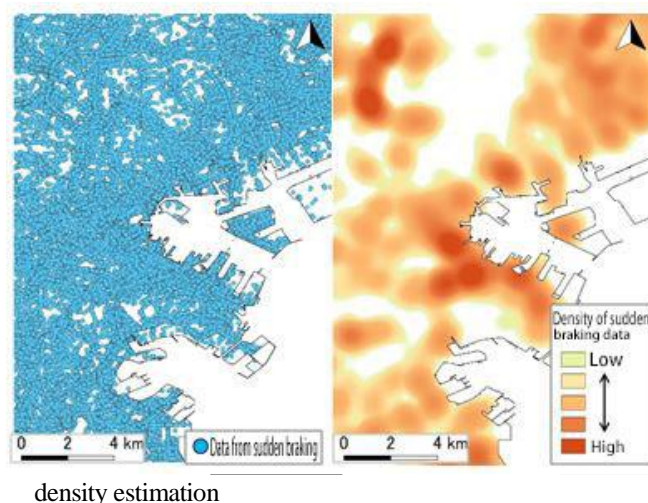 0 2 4 km
Data from sudden braking
0 2 4 km
Density of sudden
braking data
Low
High
density estimation